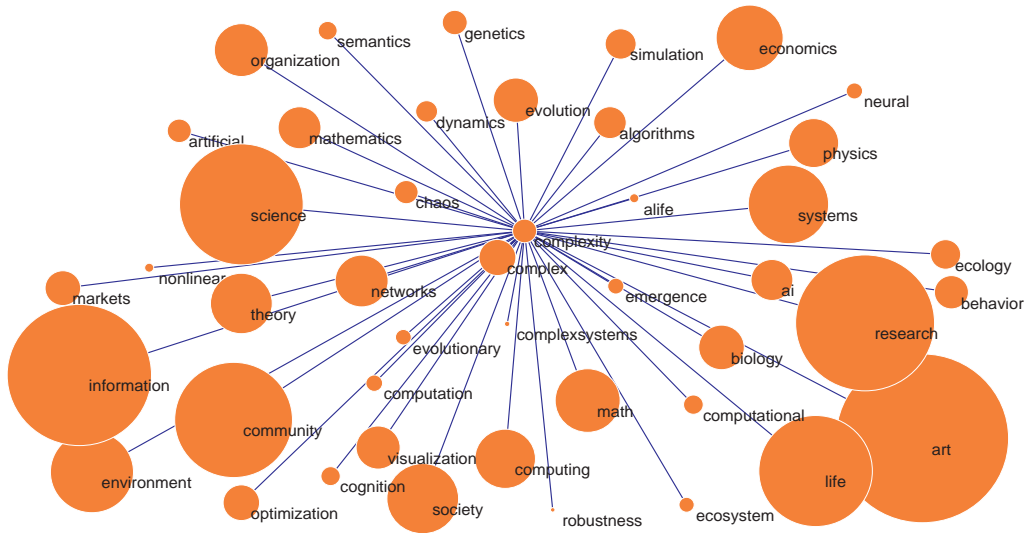 genetics
semantics
economics
simulation
organization
neural
evolution
dynamics
algorithms
mathematics
artificial
physics
chaos
alife
science
systems
complexity
ecology
complex
nonlinear
networks
ai
emergence
markets
behavior
theory
research
complexsystems
evolutionary
biology
information
computation
math
computational
community
art
visualization
computing
environment
cognition
life
society
optimization
robustness
ecosystem